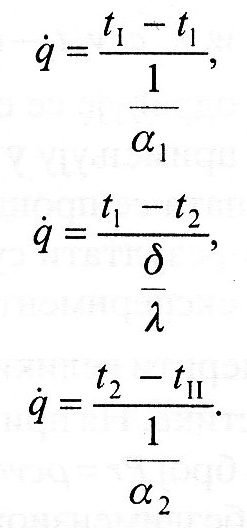 q̇ = (t_I − t_1) / (1/α_1),
q̇ = (t_1 − t_2) / (δ/λ),
q̇ = (t_2 − t_II) / (1/α_2).